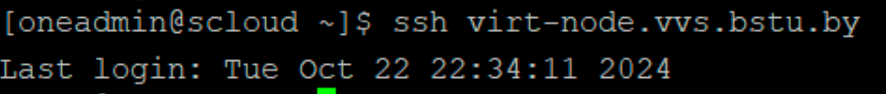 [oneadmin@scloud ~]$ ssh virt-node.vvs.bstu.by
Last login: Tue Oct 22 22:34:11 2024